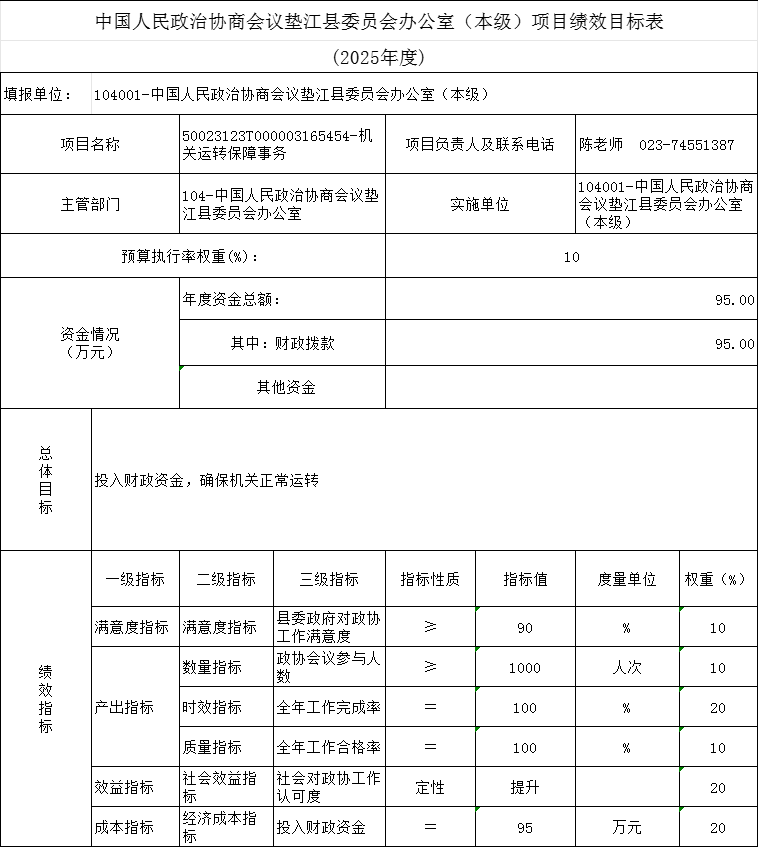 中国人民政治协商会议垫江县委员会办公室（本级）项目绩效目标表
(2025年度)
填报单位： 104001-中国人民政治协商会议垫江县委员会办公室（本级）
项目名称 50023123T000003165454-机关运转保障事务 项目负责人及联系电话 陈老师 023-74551387
主管部门 104-中国人民政治协商会议垫江县委员会办公室 实施单位 104001-中国人民政治协商会议垫江县委员会办公室（本级）
预算执行率权重(%)： 10
资金情况（万元） 年度资金总额： 95.00
其中：财政拨款 95.00
其他资金
总体目标 投入财政资金，确保机关正常运转
绩效指标 一级指标 二级指标 三级指标 指标性质 指标值 度量单位 权重（%）
满意度指标 满意度指标 县委政府对政协工作满意度 ≥ 90 % 10
产出指标 数量指标 政协会议参与人数 ≥ 1000 人次 10
时效指标 全年工作完成率 ＝ 100 % 20
质量指标 全年工作合格率 ＝ 100 % 10
效益指标 社会效益指标 社会对政协工作认可度 定性 提升 20
成本指标 经济成本指标 投入财政资金 ＝ 95 万元 20